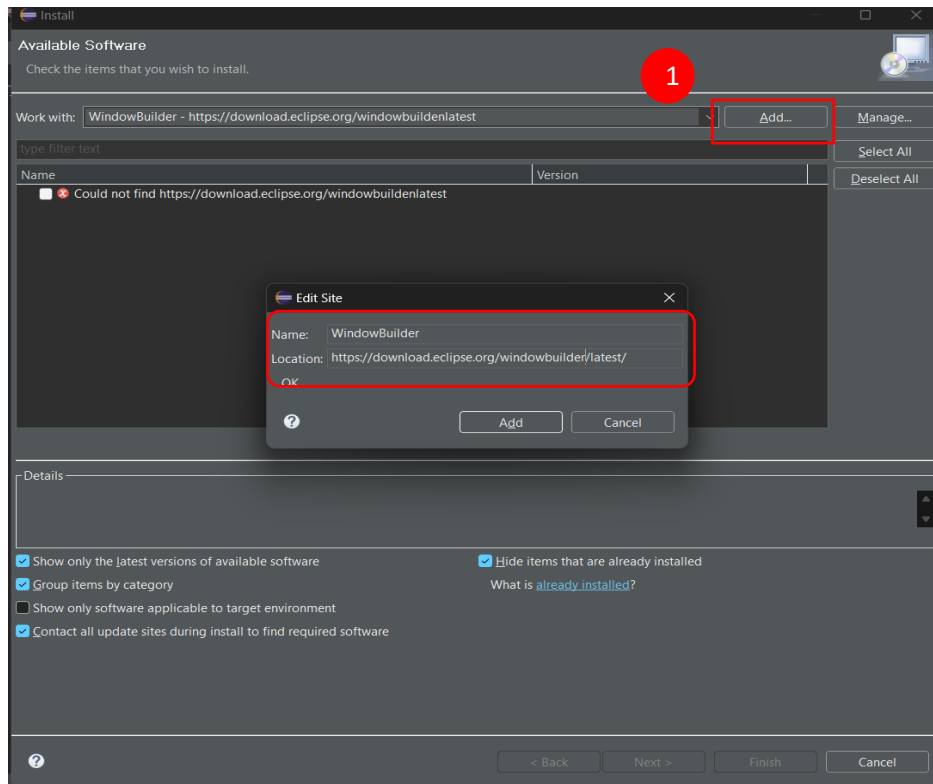 Install
Available Software
Check the items that you wish to install.
1
Work with: WindowBuilder - https://download.eclipse.org/windowbuildenlatest Add... Manage...
type filter text Select All
Name Version Deselect All
Could not find https://download.eclipse.org/windowbuildenlatest
Edit Site
Name: WindowBuilder
Location: https://download.eclipse.org/windowbuilder/latest/
OK
Add Cancel
Details
Show only the latest versions of available software Hide items that are already installed
Group items by category What is already installed?
Show only software applicable to target environment
Contact all update sites during install to find required software
< Back Next > Finish Cancel